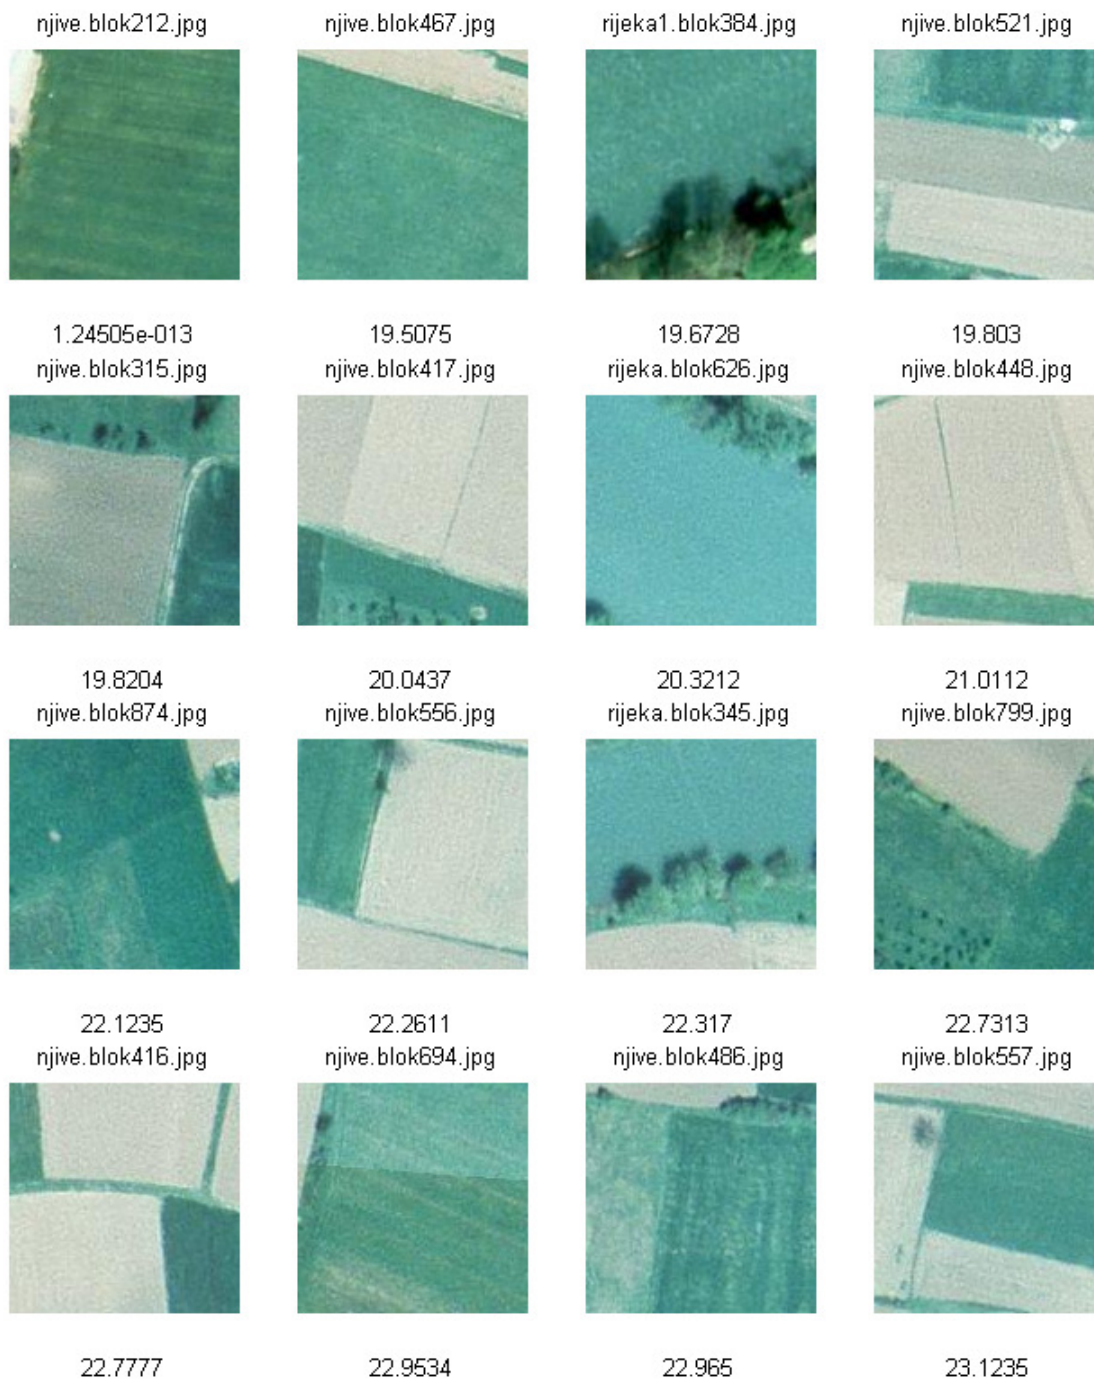 njive.blok212.jpg njive.blok467.jpg rijeka1.blok384.jpg njive.blok521.jpg
1.24505e-013 19.5075 19.6728 19.803
njive.blok315.jpg njive.blok417.jpg rijeka.blok626.jpg njive.blok448.jpg
19.8204 20.0437 20.3212 21.0112
njive.blok874.jpg njive.blok556.jpg rijeka.blok345.jpg njive.blok799.jpg
22.1235 22.2611 22.317 22.7313
njive.blok416.jpg njive.blok694.jpg njive.blok486.jpg njive.blok557.jpg
22.7777 22.9534 22.965 23.1235